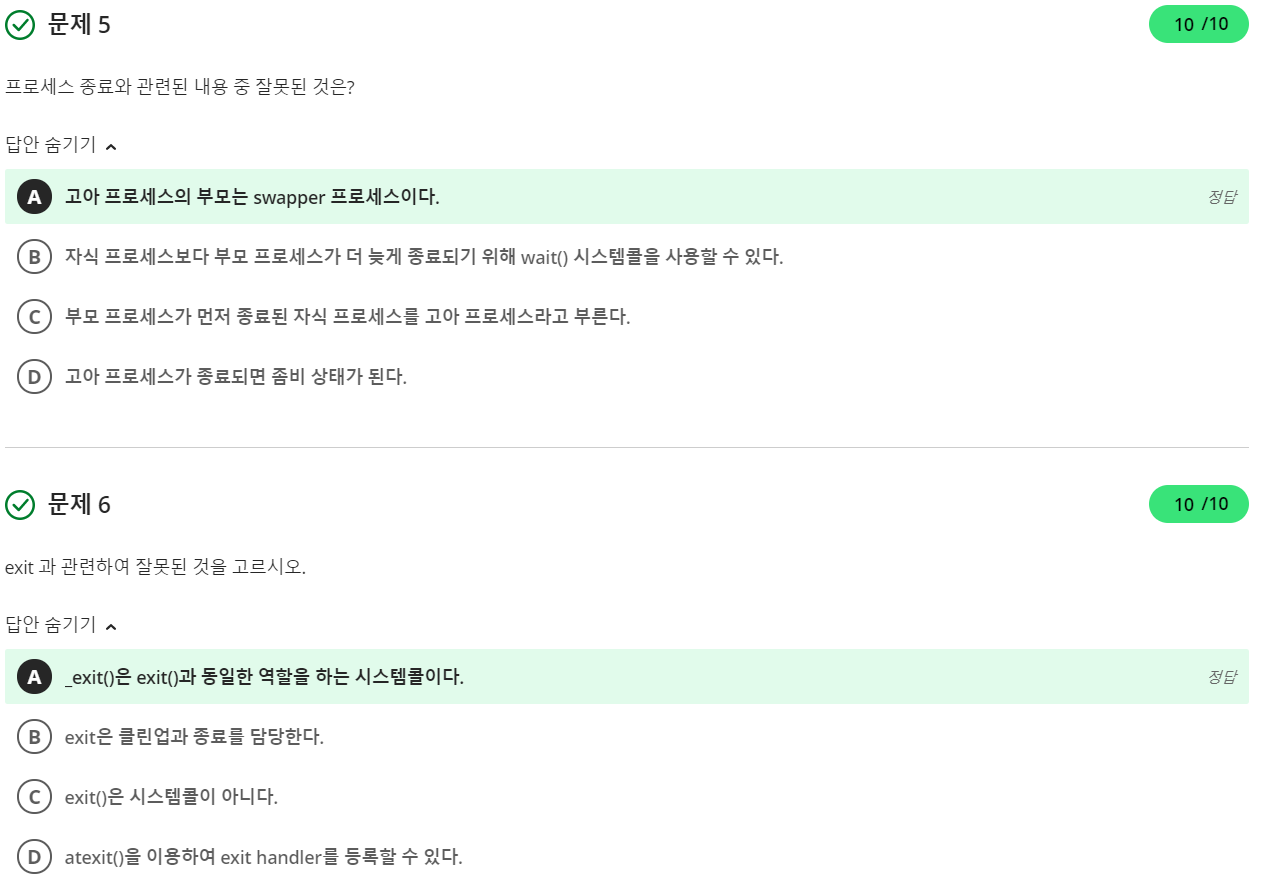 문제 5
10 /10
프로세스 종료와 관련된 내용 중 잘못된 것은?
답안 숨기기
A 고아 프로세스의 부모는 swapper 프로세스이다. 정답
B 자식 프로세스보다 부모 프로세스가 더 늦게 종료되기 위해 wait() 시스템콜을 사용할 수 있다.
C 부모 프로세스가 먼저 종료된 자식 프로세스를 고아 프로세스라고 부른다.
D 고아 프로세스가 종료되면 좀비 상태가 된다.
문제 6
10 /10
exit 과 관련하여 잘못된 것을 고르시오.
답안 숨기기
A _exit()은 exit()과 동일한 역할을 하는 시스템콜이다. 정답
B exit은 클린업과 종료를 담당한다.
C exit()은 시스템콜이 아니다.
D atexit()을 이용하여 exit handler를 등록할 수 있다.